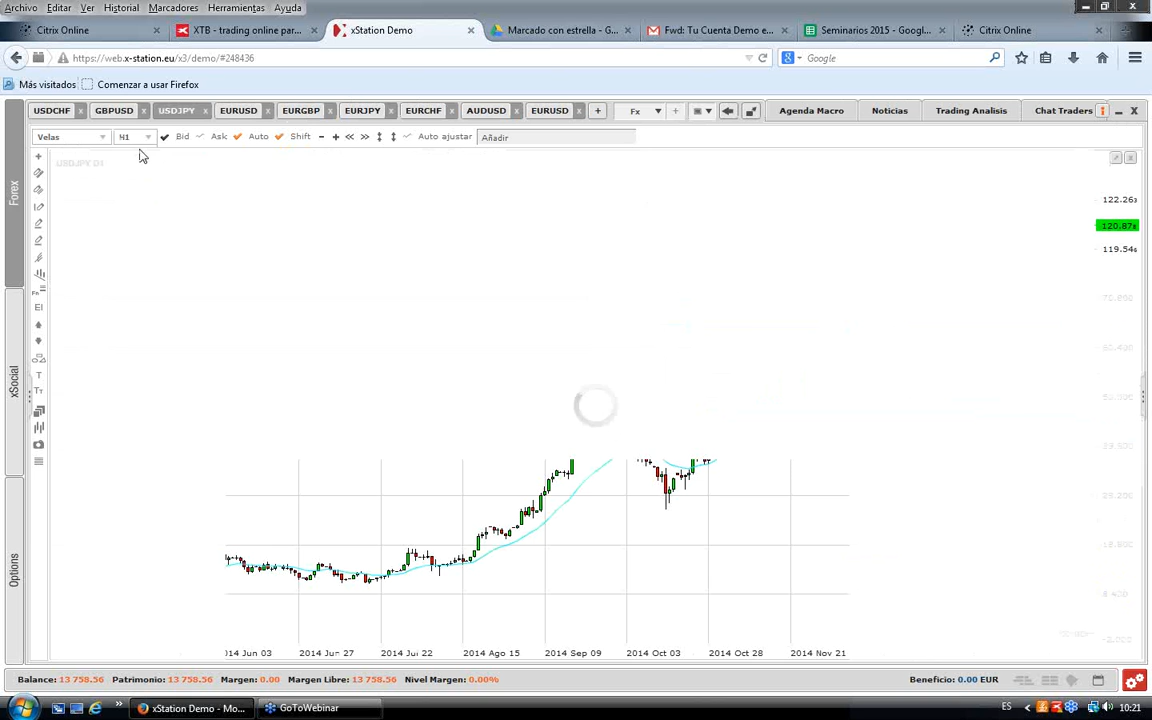 Archivo Editar Ver Historial Marcadores Herramientas Ayuda
Citrix Online XTB - trading online par... xStation Demo Marcado con estrella - G... Fwd: Tu Cuenta Demo e... Seminarios 2015 - Googl... Citrix Online
https://web.x-station.eu/x3/demo/#248436 Google
Más visitados Comenzar a usar Firefox
USDCHF GBPUSD USDJPY EURUSD EURGBP EURJPY EURCHF AUDUSD EURUSD + Fx Agenda Macro Noticias Trading Analisis Chat Traders
Velas H1 Bid Ask Auto Shift Auto ajustar Añadir
USDJPY D1
122.263
120.87
119.54
Forex
xSocial
Options
2014 Jun 27 2014 Jul 22 2014 Ago 15 2014 Sep 09 2014 Oct 03 2014 Oct 28 2014 Nov 21
Balance: 13 758.56 Patrimonio: 13 758.56 Margen: 0.00 Margen Libre: 13 758.56 Nivel Margen: 0.00% Beneficio: 0.00 EUR
xStation Demo - Mo... GoToWebinar ES 10:21